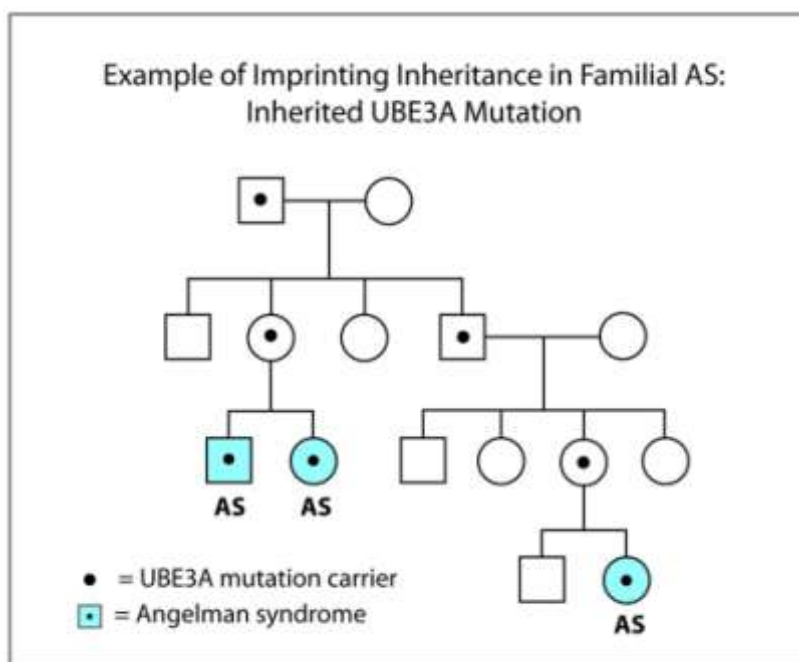 Example of Imprinting Inheritance in Familial AS:
Inherited UBE3A Mutation
AS AS
= UBE3A mutation carrier
= Angelman syndrome
AS